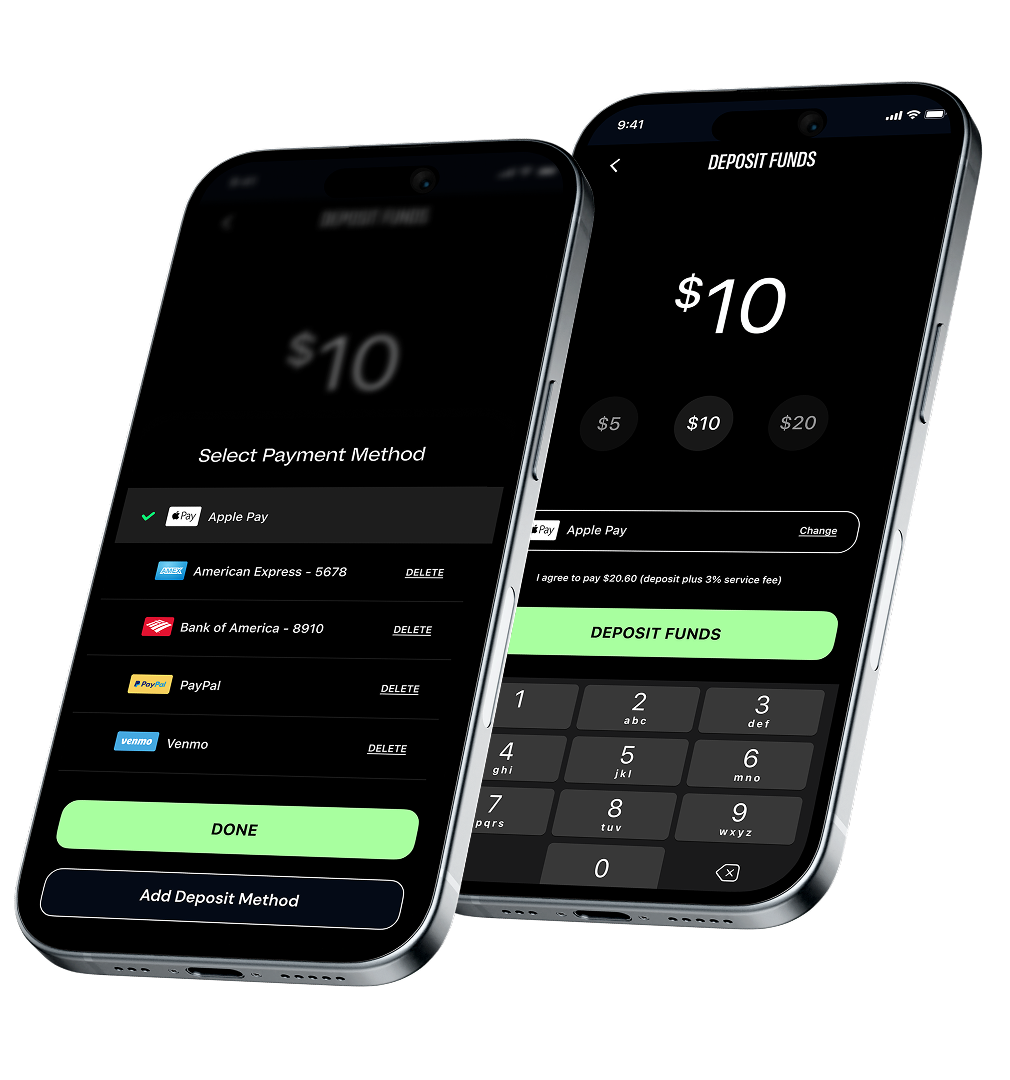 9:41
DEPOSIT FUNDS
$10
Select Payment Method
Pay Apple Pay
AMEX American Express - 5678 DELETE
Bank of America - 8910 DELETE
PayPal PayPal DELETE
venmo Venmo DELETE
DONE
Add Deposit Method
9:41
DEPOSIT FUNDS
$10
$5 $10 $20
Pay Apple Pay Change
I agree to pay $20.60 (deposit plus 3% service fee)
DEPOSIT FUNDS
1 2 3
abc def
4 5 6
ghi jkl mno
7 8 9
pqrs tuv wxyz
0